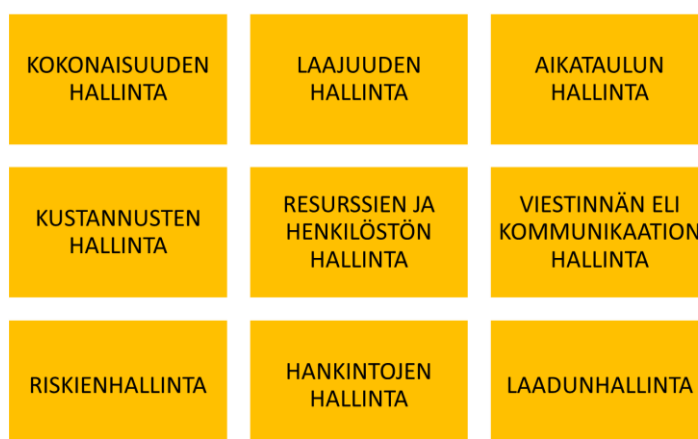 KOKONAISUUDEN
HALLINTA
LAAJUUDEN
HALLINTA
AIKATAULUN
HALLINTA
KUSTANNUSTEN
HALLINTA
RESURSSIEN JA
HENKILÖSTÖN
HALLINTA
VIESTINNÄN ELI
KOMMUNIKAATION
HALLINTA
RISKIENHALLINTA
HANKINTOJEN
HALLINTA
LAADUNHALLINTA